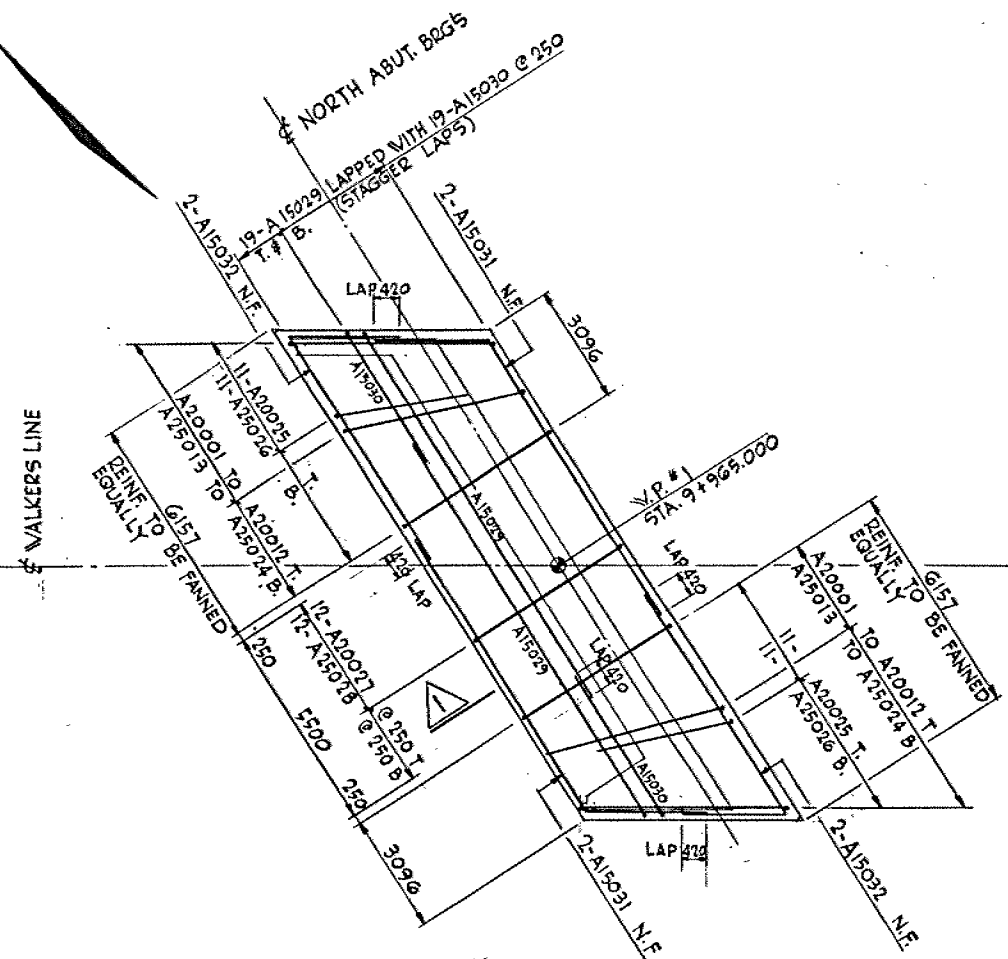 ℄ NORTH ABUT. BRGS
19-A15029 LAPPED WITH 19-A15030 @ 250
T. & B. (STAGGER LAPS)
2-A15032 N.F.
2-A15031 N.F.
LAP 420
3096
A15030
11-A20025 T.
11-A25026 B.
A20001 TO A20012 T.
A25013 TO A25024 B.
6157
REINF. TO BE FANNED
EQUALLY
℄ WALKERS LINE
A15029
W.P. #1
STA. 9+965.000
420 LAP
LAP 420
6157
REINF. TO BE FANNED
EQUALLY
A20001 TO A20012 T
A25013 TO A25024 B
11- A20025 T.
11- A25026 B.
250
12-A20027 @ 250 T
12-A25028 @ 250 B
5500
250
1
A15029
LAP 420
A15030
3096
LAP 420
2-A15031 N.F.
2-A15032 N.F.